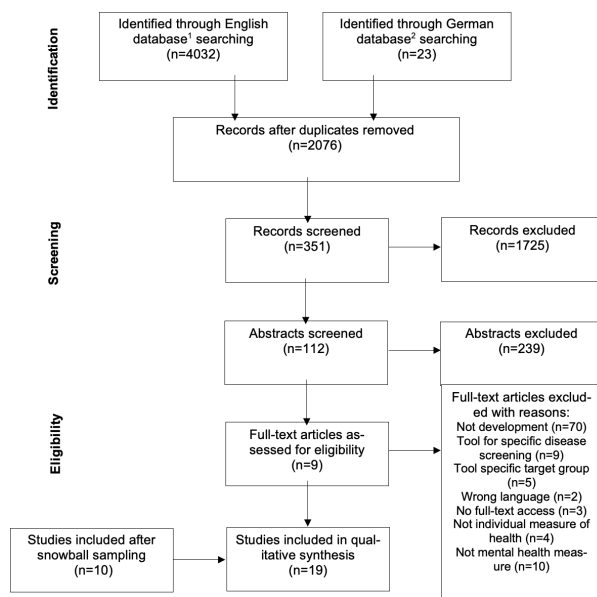 Identification
Identified through English
database1 searching
(n=4032)
Identified through German
database2 searching
(n=23)
Records after duplicates removed
(n=2076)
Screening
Records screened
(n=351)
Records excluded
(n=1725)
Abstracts screened
(n=112)
Abstracts excluded
(n=239)
Eligibility
Full-text articles as-
sessed for eligibility
(n=9)
Full-text articles exclud-
ed with reasons:
Not development (n=70)
Tool for specific disease
screening (n=9)
Tool specific target group
(n=5)
Wrong language (n=2)
No full-text access (n=3)
Not individual measure of
health (n=4)
Not mental health meas-
ure (n=10)
Studies included after
snowball sampling
(n=10)
Studies included in qual-
itative synthesis
(n=19)